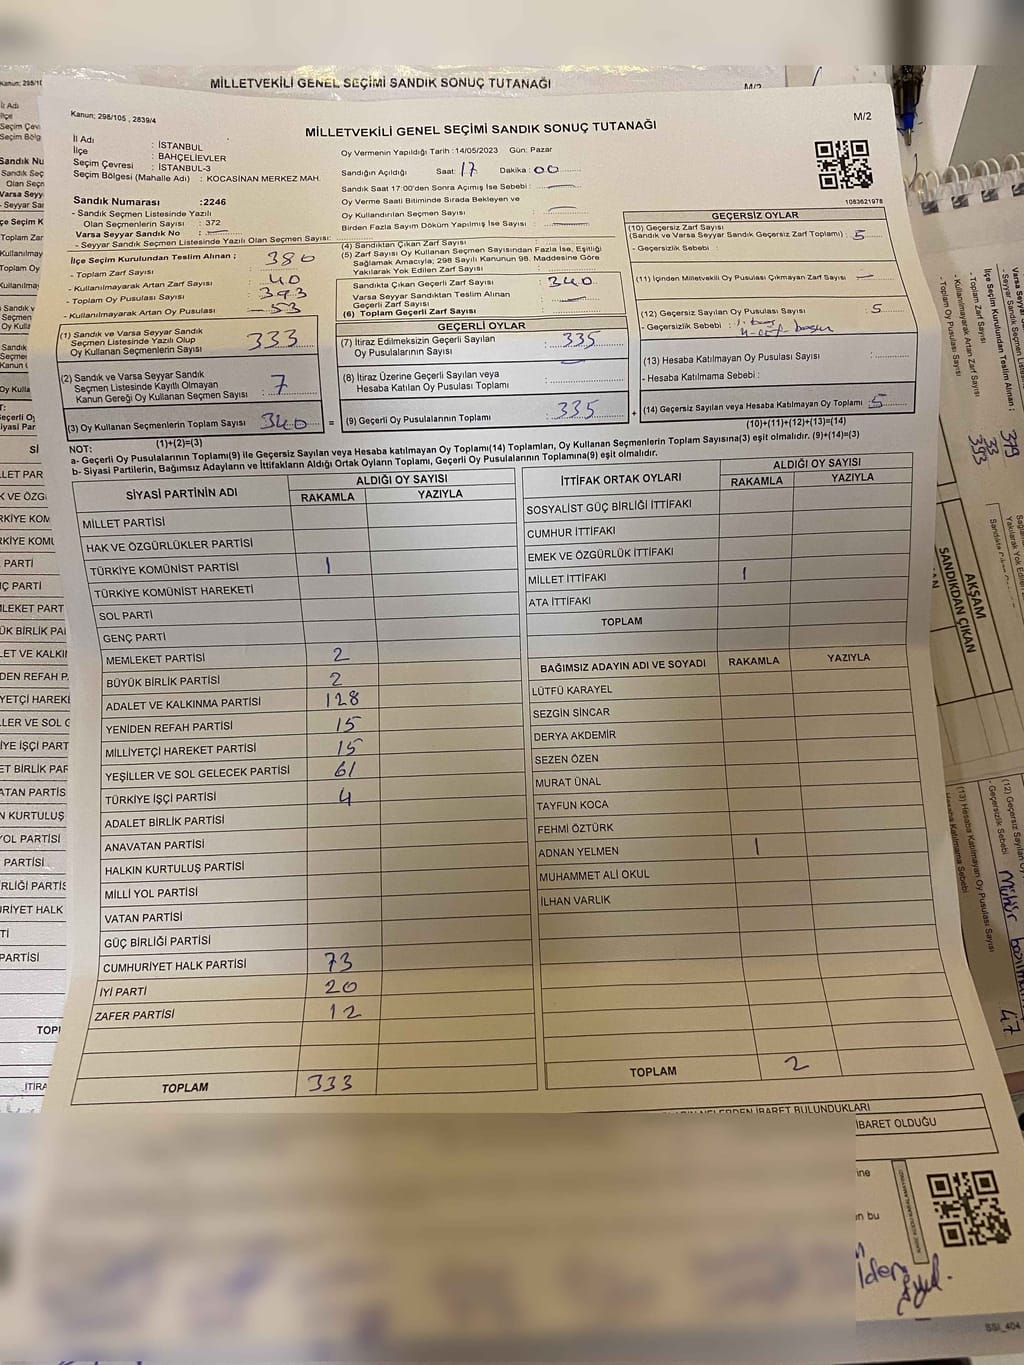 MİLLETVEKİLİ GENEL SEÇİMİ SANDIK SONUÇ TUTANAĞI
Kanun; 298/105 , 2839/4
MİLLETVEKİLİ GENEL SEÇİMİ SANDIK SONUÇ TUTANAĞI
M/2
İl Adı : İSTANBUL
İlçe : BAHÇELİEVLER
Seçim Çevresi : İSTANBUL-3
Seçim Bölgesi (Mahalle Adı) : KOCASİNAN MERKEZ MAH.
Oy Vermenin Yapıldığı Tarih :14/05/2023 Gün: Pazar
Sandığın Açıldığı Saat: 17 Dakika : 00
Sandık Saat 17:00'den Sonra Açımış İse Sebebi :
Oy Verme Saati Bitiminde Sırada Bekleyen ve
Oy Kullandırılan Seçmen Sayısı :
Birden Fazla Sayım Döküm Yapılmış İse Sayısı :
1083621978
Sandık Numarası :2246
- Sandık Seçmen Listesinde Yazılı
Olan Seçmenlerin Sayısı : 372
Varsa Seyyar Sandık No :
- Seyyar Sandık Seçmen Listesinde Yazılı Olan Seçmen Sayısı:
İlçe Seçim Kurulundan Teslim Alınan ;
- Toplam Zarf Sayısı : 380
- Kullanılmayarak Artan Zarf Sayısı : 40
- Toplam Oy Pusulası Sayısı : 393
- Kullanılmayarak Artan Oy Pusulası : 53
(1) Sandık ve Varsa Seyyar Sandık
Seçmen Listesinde Yazılı Olup
Oy Kullanan Seçmenlerin Sayısı : 333
(2) Sandık ve Varsa Seyyar Sandık
Seçmen Listesinde Kayıtlı Olmayan
Kanun Gereği Oy Kullanan Seçmen Sayısı : 7
(3) Oy Kullanan Seçmenlerin Toplam Sayısı : 340
(1)+(2)=(3)
(4) Sandıktan Çıkan Zarf Sayısı :
(5) Zarf Sayısı Oy Kullanan Seçmen Sayısından Fazla İse, Eşitliği
Sağlamak Amacıyla; 298 Sayılı Kanunun 98. Maddesine Göre
Yakılarak Yok Edilen Zarf Sayısı :
Sandıkta Çıkan Geçerli Zarf Sayısı : 340
Varsa Seyyar Sandıktan Teslim Alınan
Geçerli Zarf Sayısı :
(6) Toplam Geçerli Zarf Sayısı :
GEÇERLİ OYLAR
(7) İtiraz Edilmeksizin Geçerli Sayılan
Oy Pusulalarının Sayısı : 335
(8) İtiraz Üzerine Geçerli Sayılan veya
Hesaba Katılan Oy Pusulası Toplamı :
(9) Geçerli Oy Pusulalarının Toplamı : 335
GEÇERSİZ OYLAR
(10) Geçersiz Zarf Sayısı
(Sandık ve Varsa Seyyar Sandık Geçersiz Zarf Toplamı) : 5
- Geçersizlik Sebebi :
(11) İçinden Milletvekili Oy Pusulası Çıkmayan Zarf Sayısı :
(12) Geçersiz Sayılan Oy Pusulası Sayısı : 5
- Geçersizlik Sebebi :
(13) Hesaba Katılmayan Oy Pusulası Sayısı :
- Hesaba Katılmama Sebebi :
(14) Geçersiz Sayılan veya Hesaba Katılmayan Oy Toplamı : 5
(10)+(11)+(12)+(13)=(14)
NOT:
a- Geçerli Oy Pusulalarının Toplamı(9) ile Geçersiz Sayılan veya Hesaba katılmayan Oy Toplamı(14) Toplamları, Oy Kullanan Seçmenlerin Toplam Sayısına(3) eşit olmalıdır. (9)+(14)=(3)
b- Siyasi Partilerin, Bağımsız Adayların ve İttifakların Aldığı Ortak Oyların Toplamı, Geçerli Oy Pusulalarının Toplamına(9) eşit olmalıdır.
SİYASİ PARTİNİN ADI ALDIĞI OY SAYISI
RAKAMLA YAZIYLA
MİLLET PARTİSİ
HAK VE ÖZGÜRLÜKLER PARTİSİ
TÜRKİYE KOMÜNİST PARTİSİ 1
TÜRKİYE KOMÜNİST HAREKETİ
SOL PARTİ
GENÇ PARTİ
MEMLEKET PARTİSİ 2
BÜYÜK BİRLİK PARTİSİ 2
ADALET VE KALKINMA PARTİSİ 128
YENİDEN REFAH PARTİSİ 15
MİLLİYETÇİ HAREKET PARTİSİ 15
YEŞİLLER VE SOL GELECEK PARTİSİ 61
TÜRKİYE İŞÇİ PARTİSİ 4
ADALET BİRLİK PARTİSİ
ANAVATAN PARTİSİ
HALKIN KURTULUŞ PARTİSİ
MİLLİ YOL PARTİSİ
VATAN PARTİSİ
GÜÇ BİRLİĞİ PARTİSİ
CUMHURİYET HALK PARTİSİ 73
İYİ PARTİ 20
ZAFER PARTİSİ 12
TOPLAM 333
İTTİFAK ORTAK OYLARI ALDIĞI OY SAYISI
RAKAMLA YAZIYLA
SOSYALİST GÜÇ BİRLİĞİ İTTİFAKI
CUMHUR İTTİFAKI
EMEK VE ÖZGÜRLÜK İTTİFAKI
MİLLET İTTİFAKI 1
ATA İTTİFAKI
TOPLAM
BAĞIMSIZ ADAYIN ADI VE SOYADI RAKAMLA YAZIYLA
LÜTFÜ KARAYEL
SEZGİN SİNCAR
DERYA AKDEMİR
SEZEN ÖZEN
MURAT ÜNAL
TAYFUN KOCA
FEHMİ ÖZTÜRK
ADNAN YELMEN 1
MUHAMMET ALİ OKUL
İLHAN VARLIK
TOPLAM 2
İBARET BULUNDUKLARI
İBARET OLDUĞU
AKŞAM
SANDIKDAN ÇIKAN
SSI_404